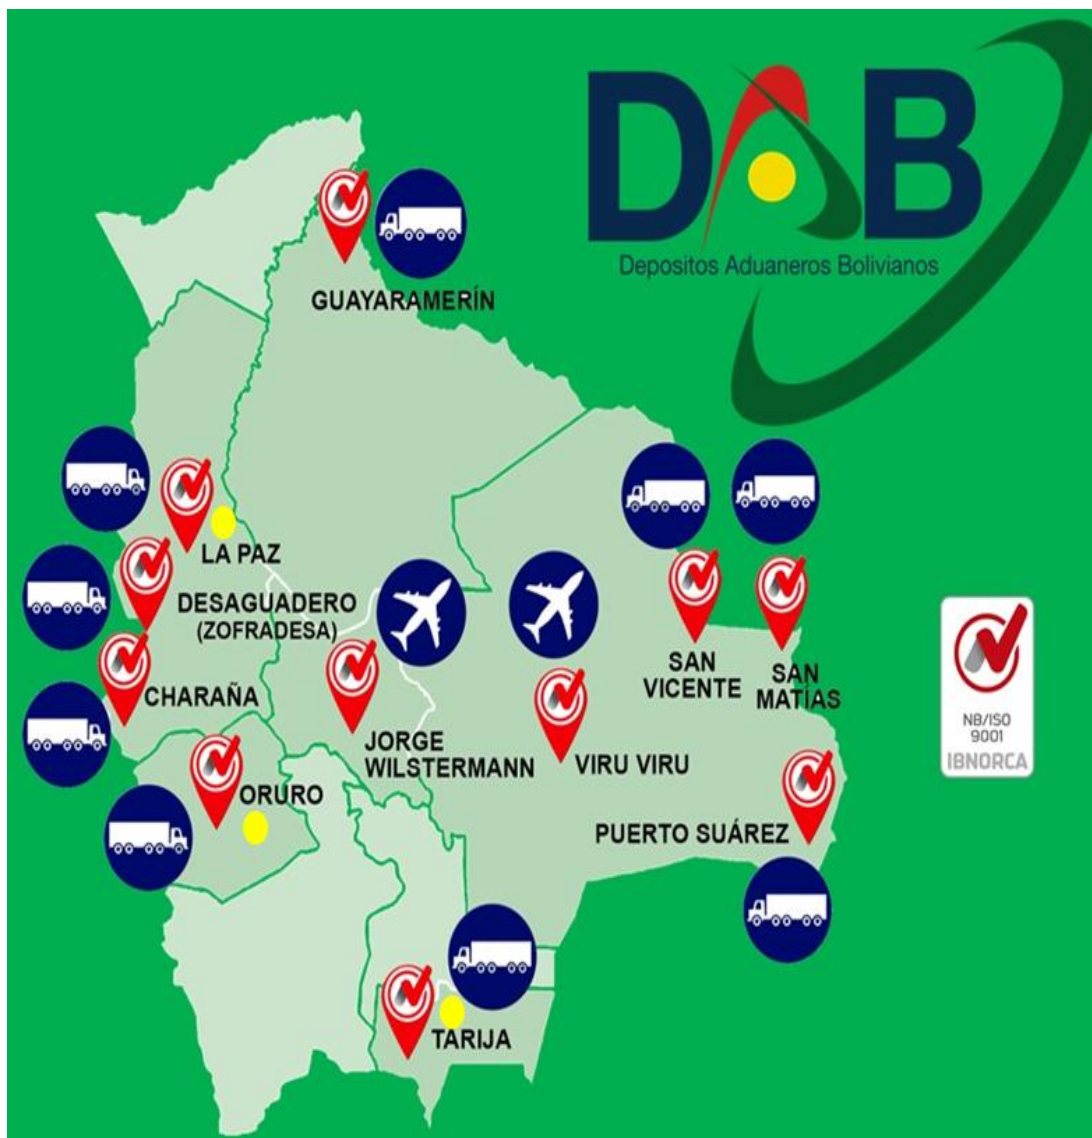 DAB
Depositos Aduaneros Bolivianos
GUAYARAMERÍN
LA PAZ
DESAGUADERO
(ZOFRADESA)
CHARAÑA
JORGE
WILSTERMANN
VIRU VIRU
SAN
VICENTE
SAN
MATÍAS
ORURO
PUERTO SUÁREZ
TARIJA
NB/ISO
9001
IBNORCA